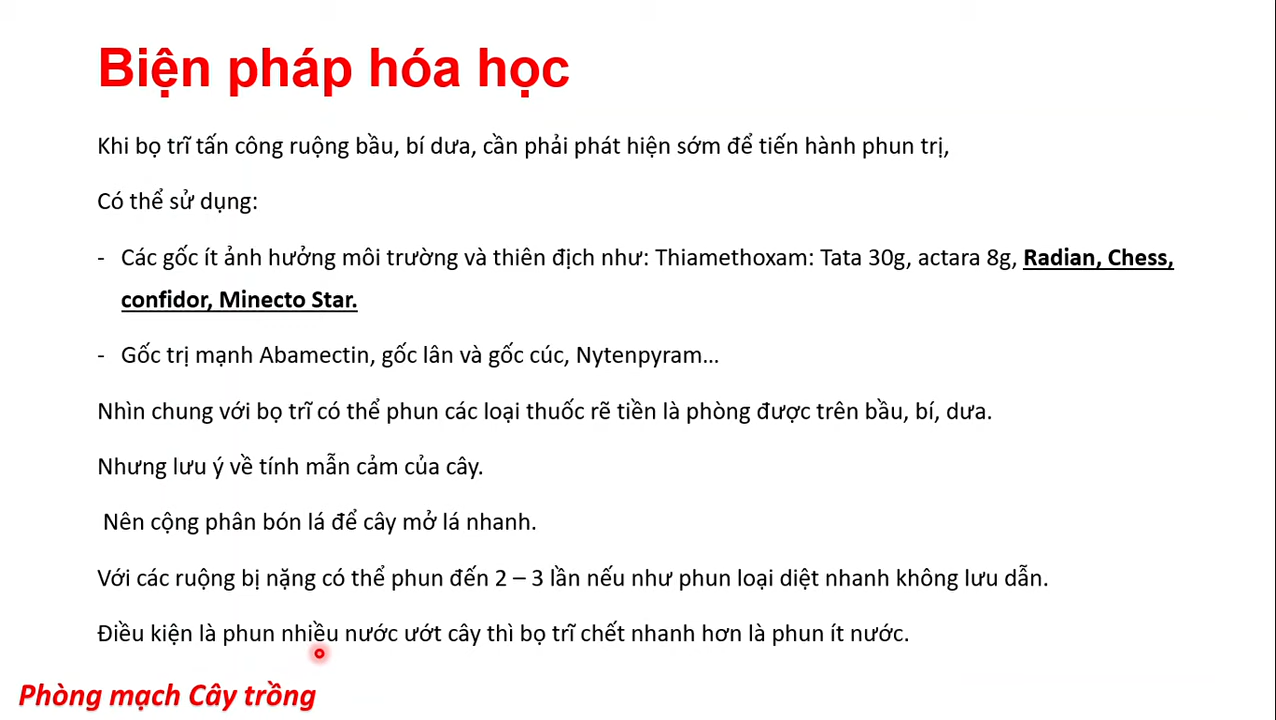 Biện pháp hóa học
Khi bọ trĩ tấn công ruộng bầu, bí dưa, cần phải phát hiện sớm để tiến hành phun trị,
Có thể sử dụng:
- Các gốc ít ảnh hưởng môi trường và thiên địch như: Thiamethoxam: Tata 30g, actara 8g, Radian, Chess,
confidor, Minecto Star.
- Gốc trị mạnh Abamectin, gốc lân và gốc cúc, Nytenpyram...
Nhìn chung với bọ trĩ có thể phun các loại thuốc rẽ tiền là phòng được trên bầu, bí, dưa.
Nhưng lưu ý về tính mẫn cảm của cây.
Nên cộng phân bón lá để cây mở lá nhanh.
Với các ruộng bị nặng có thể phun đến 2 – 3 lần nếu như phun loại diệt nhanh không lưu dẫn.
Điều kiện là phun nhiều nước ướt cây thì bọ trĩ chết nhanh hơn là phun ít nước.
Phòng mạch Cây trồng